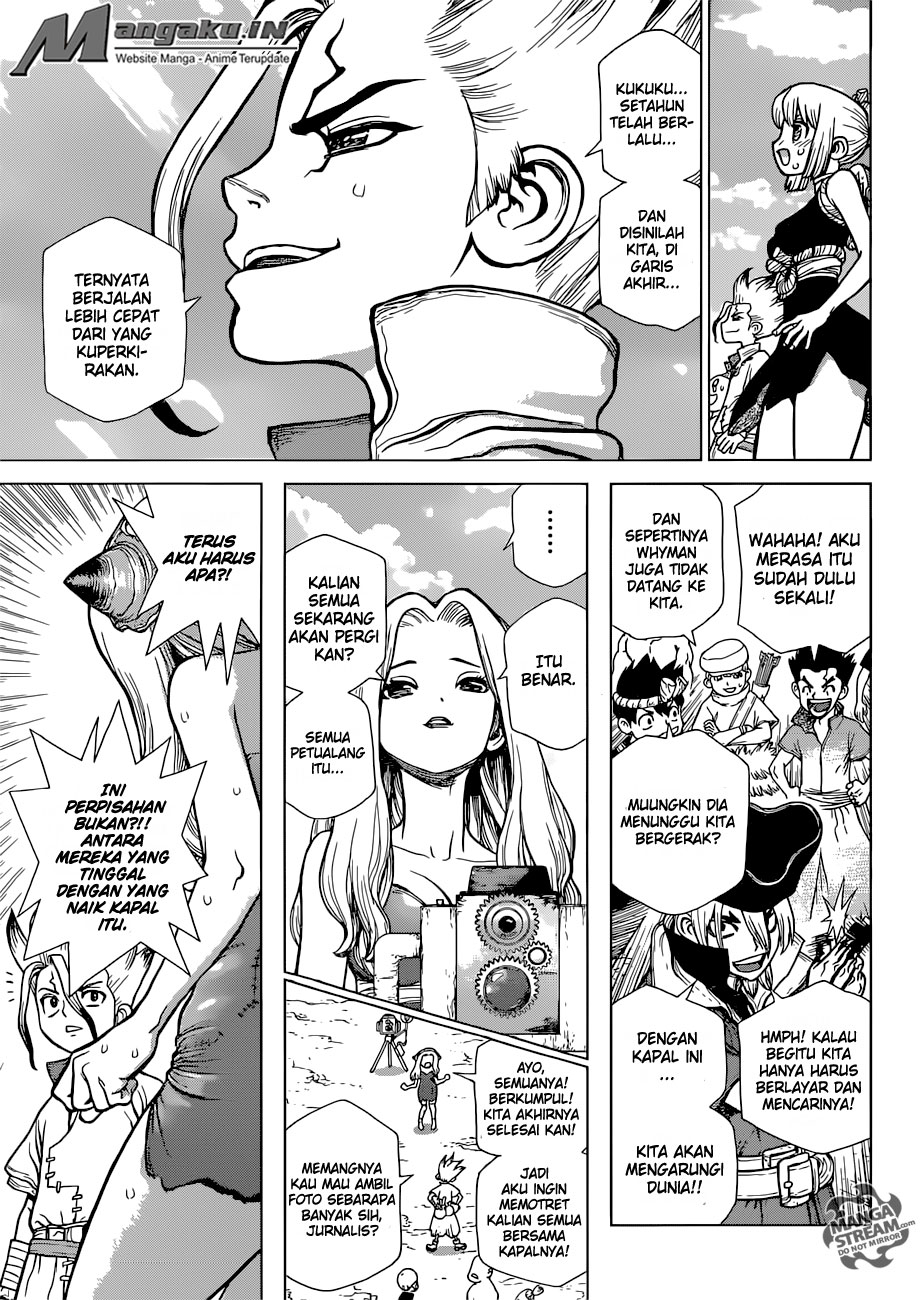 Mangaku.in
Website Manga - Anime Terupdate
KUKUKU...
SETAHUN
TELAH BER-
LALU...
DAN
DISINILAH
KITA, DI
GARIS
AKHIR...
TERNYATA
BERJALAN
LEBIH CEPAT
DARI YANG
KUPERKI-
RAKAN.
WAHAHA! AKU
MERASA ITU
SUDAH DULU
SEKALI!
DAN
SEPERTINYA
WHYMAN
JUGA TIDAK
DATANG KE
KITA.
MUUNGKIN DIA
MENUNGGU KITA
BERGERAK?
HMPH! KALAU
BEGITU KITA
HANYA HARUS
BERLAYAR DAN
MENCARINYA!
DENGAN
KAPAL INI
...
KITA AKAN
MENGARUNGI
DUNIA!!
......
ITU
BENAR.
KALIAN
SEMUA
SEKARANG
AKAN PERGI
KAN?
SEMUA
PETUALANG
ITU...
AYO,
SEMUANYA!
BERKUMPUL!
KITA AKHIRNYA
SELESAI KAN!
JADI
AKU INGIN
MEMOTRET
KALIAN SEMUA
BERSAMA
KAPALNYA!
MEMANGNYA
KAU MAU AMBIL
FOTO SEBARAPA
BANYAK SIH,
JURNALIS?
TERUS
AKU HARUS
APA?!
INI
PERPISAHAN
BUKAN?!!
ANTARA
MEREKA YANG
TINGGAL
DENGAN YANG
NAIK KAPAL
ITU.
MANGA
STREAM.com
DO NOT MIRROR!